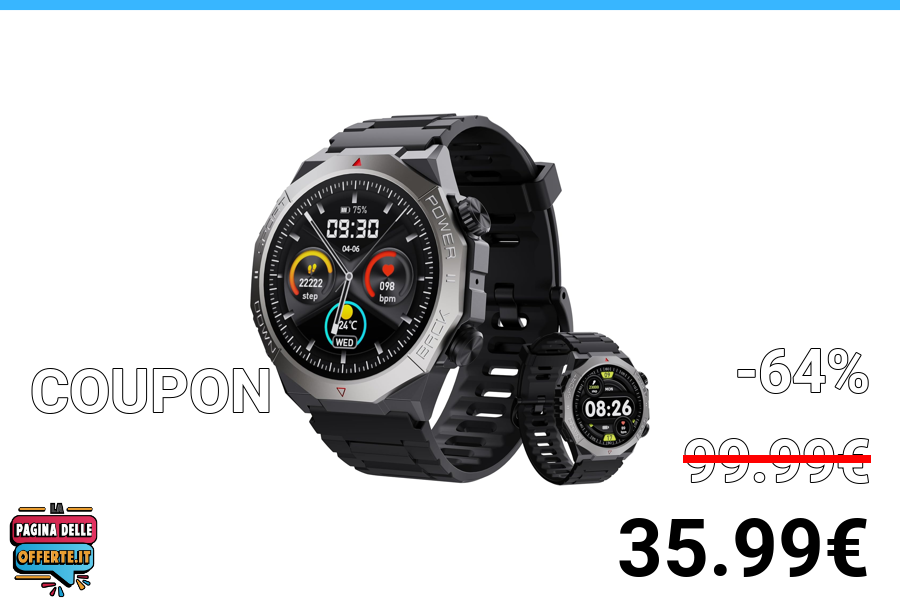 75%
09:30
04-06
22222
step
098
bpm
24°C
WED
POWER
BACK
DOWN
COUPON
-64%
08:26
99.99€
35.99€
LA
PAGINA DELLE
OFFERTE.IT